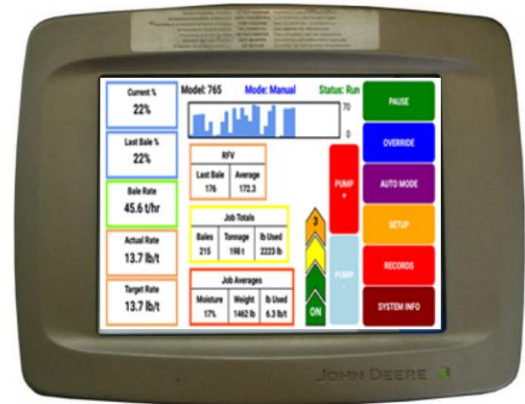 Current %
22%
Last Bale %
22%
Bale Rate
45.6 t/hr
Actual Rate
13.7 lb/t
Target Rate
13.7 lb/t
Model: 765 Mode: Manual Status: Run
70
0
RFV
Last Bale Average
176 172.3
Job Totals
Bales Tonnage lb Used
215 198 t 2223 lb
Job Averages
Moisture Weight lb Used
17% 1462 lb 6.3 lb/t
3
ON
PUMP
+
PUMP
-
PAUSE
OVERRIDE
AUTO MODE
SETUP
RECORDS
SYSTEM INFO
JOHN DEERE